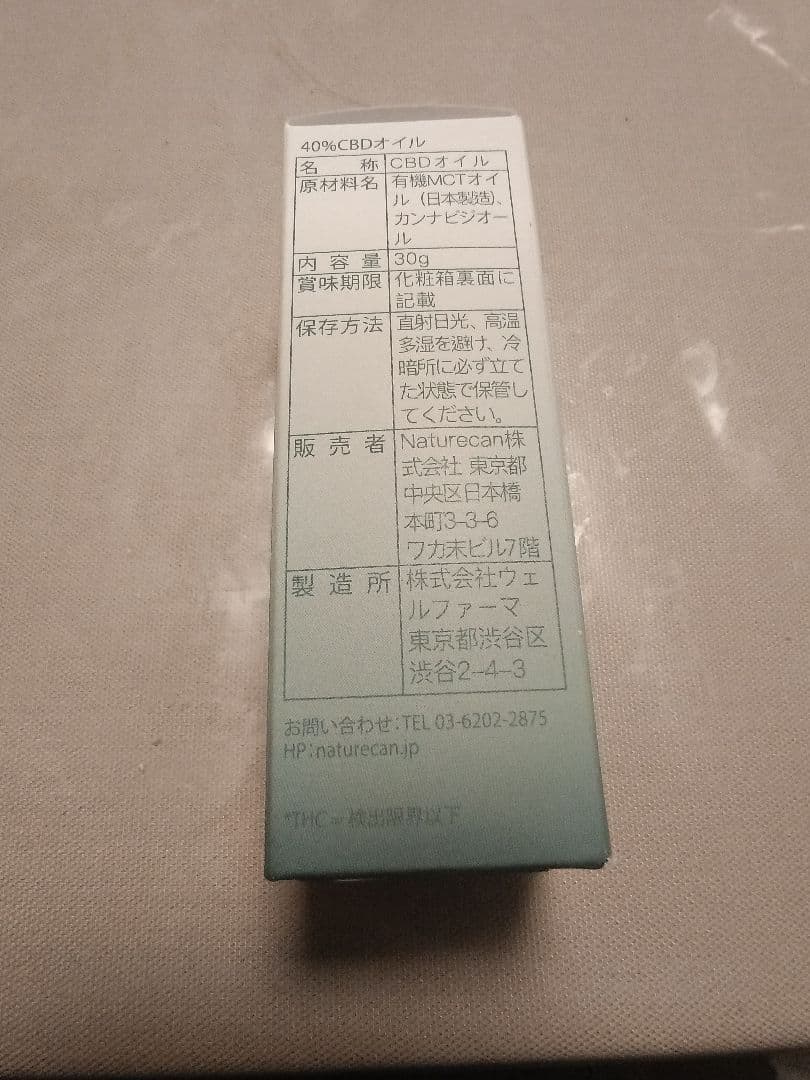 40%CBDオイル
名称 CBDオイル
原材料名 有機MCTオイ
ル（日本製造）、
カンナビジオー
ル
内容量 30g
賞味期限 化粧箱裏面に
記載
保存方法 直射日光、高温
多湿を避け、冷
暗所に必ず立て
た状態で保管し
てください。
販売者 Naturecan株
式会社 東京都
中央区日本橋
本町3-3-6
ワカ末ビル7階
製造所 株式会社ウェ
ルファーマ
東京都渋谷区
渋谷2-4-3
お問い合わせ:TEL 03-6202-2875
HP:naturecan.jp
*THC = 検出限界以下